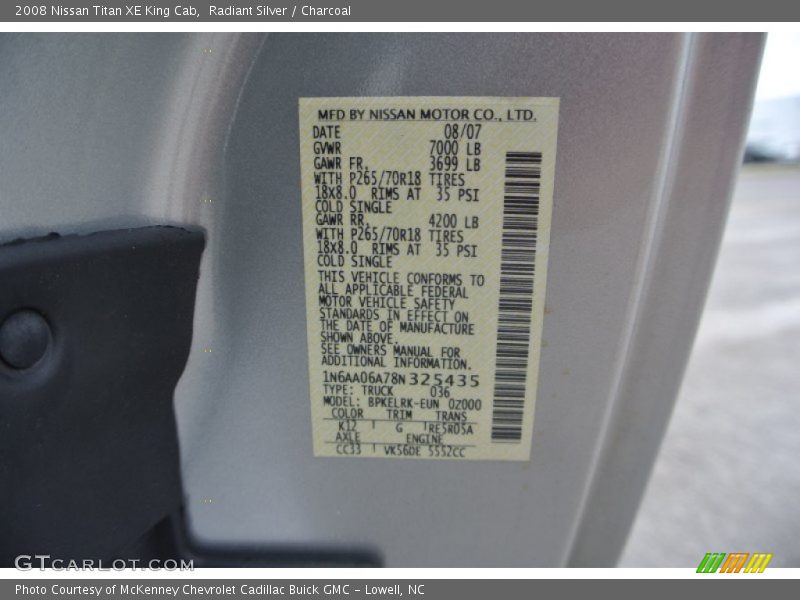 2008 Nissan Titan XE King Cab,  Radiant Silver / Charcoal
MFD BY NISSAN MOTOR CO., LTD.
DATE 08/07
GVWR 7000 LB
GAWR FR. 3699 LB
WITH P265/70R18 TIRES
18X8.0 RIMS AT 35 PSI
COLD SINGLE
GAWR RR. 4200 LB
WITH P265/70R18 TIRES
18X8.0 RIMS AT 35 PSI
COLD SINGLE
THIS VEHICLE CONFORMS TO
ALL APPLICABLE FEDERAL
MOTOR VEHICLE SAFETY
STANDARDS IN EFFECT ON
THE DATE OF MANUFACTURE
SHOWN ABOVE.
SEE OWNERS MANUAL FOR
ADDITIONAL INFORMATION.
1N6AA06A78N325435
TYPE: TRUCK 036
MODEL: BPKELRK-EUN 02000
COLOR TRIM TRANS
K12 G RE5R05A
AXLE ENGINE
CC33 VK56DE 5552CC
GTCARLOT.COM
Photo Courtesy of McKenney Chevrolet Cadillac Buick GMC - Lowell, NC